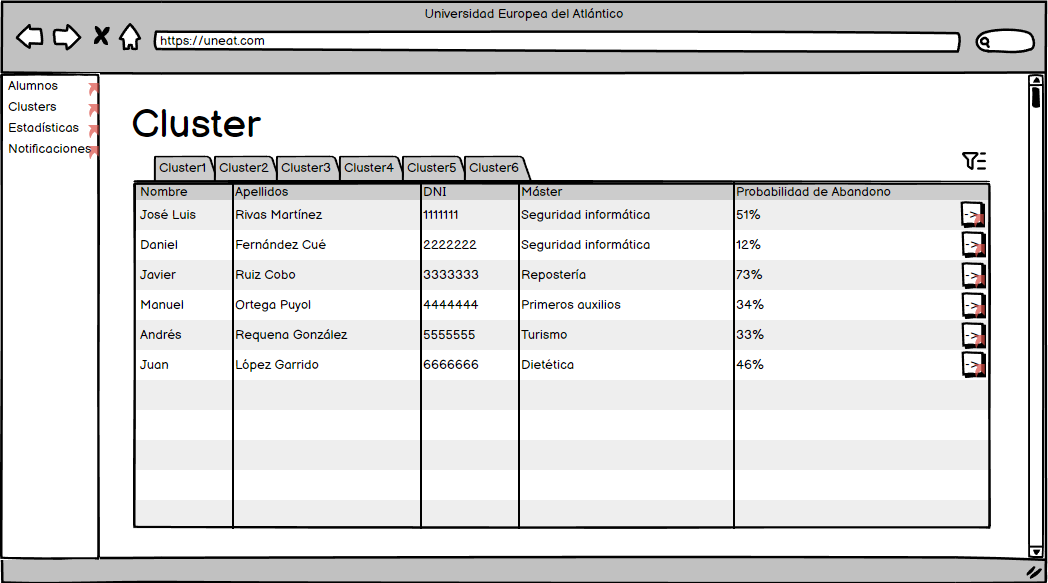 Universidad Europea del Atlántico
https://uneat.com
Alumnos
Clusters
Estadísticas
Notificaciones
Cluster
Cluster1 Cluster2 Cluster3 Cluster4 Cluster5 Cluster6
Nombre Apellidos DNI Máster Probabilidad de Abandono
José Luis Rivas Martínez 1111111 Seguridad informática 51% ->
Daniel Fernández Cué 2222222 Seguridad informática 12% ->
Javier Ruiz Cobo 3333333 Repostería 73% ->
Manuel Ortega Puyol 4444444 Primeros auxilios 34% ->
Andrés Requena González 5555555 Turismo 33% ->
Juan López Garrido 6666666 Dietética 46% ->